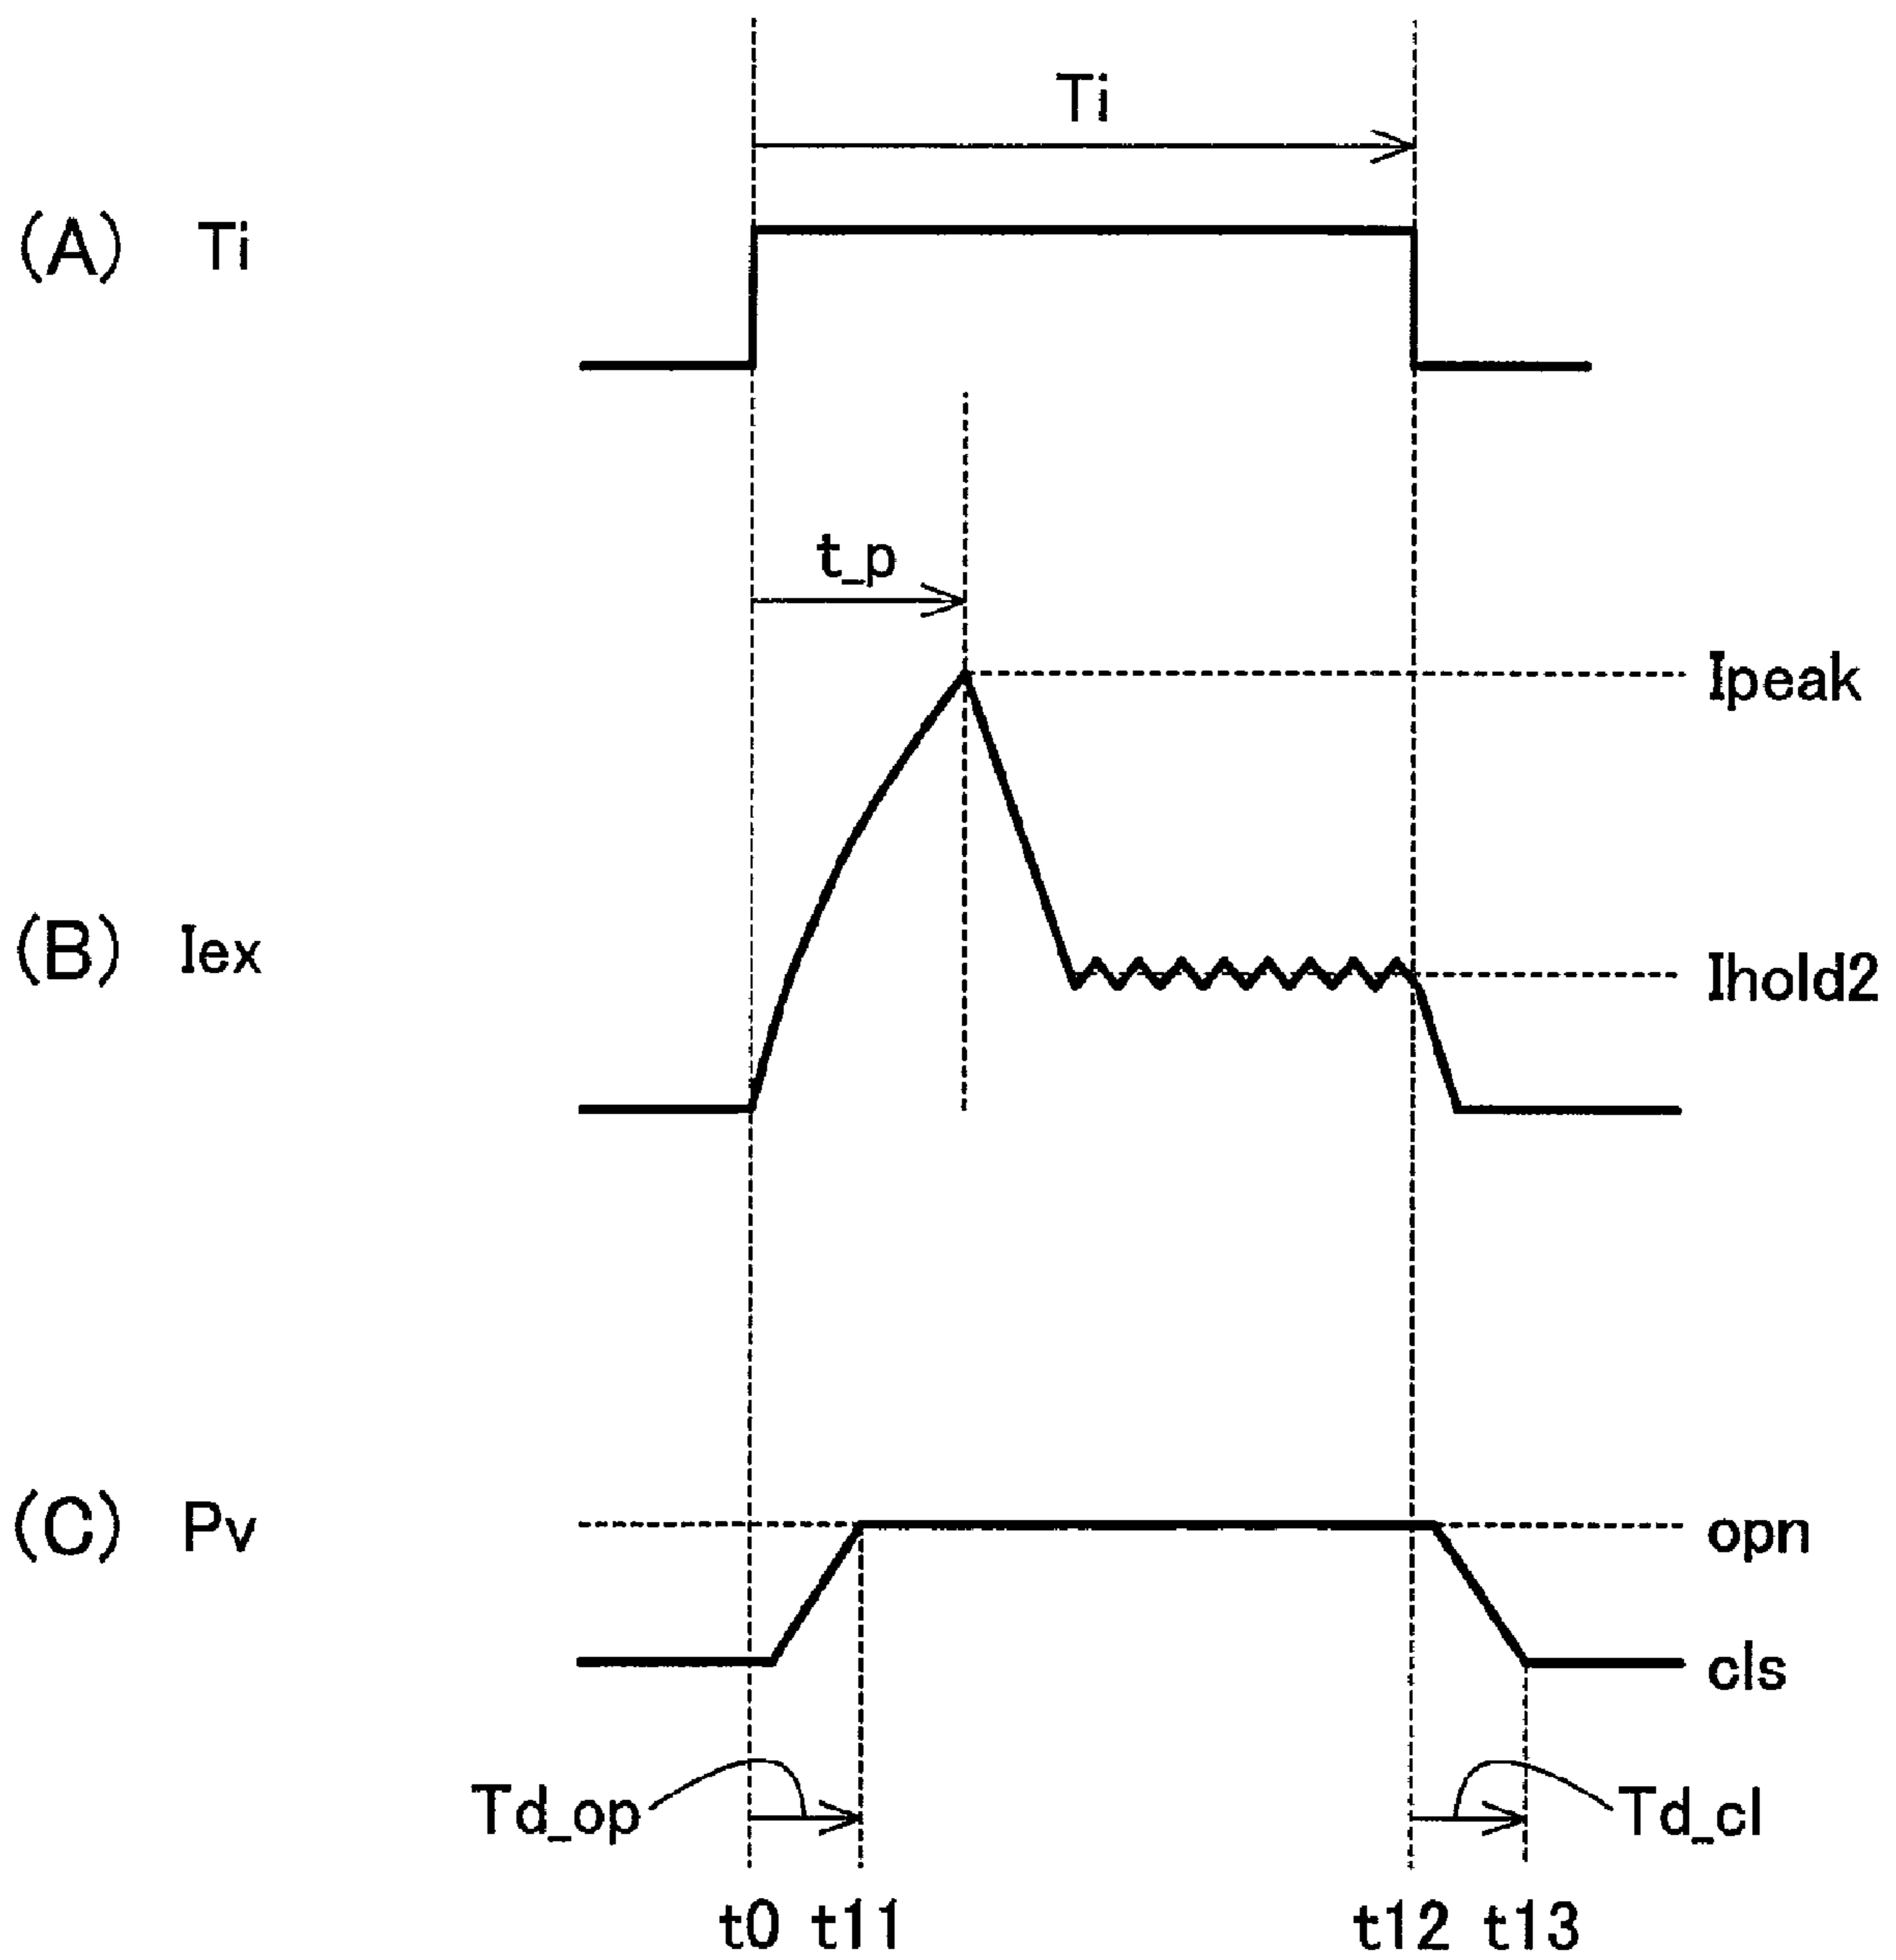 Ti
(A) Ti
t_p
Ipeak
(B) Iex
Ihold2
(C) Pv
opn
cls
Td_op
Td_cl
t0 t11
t12 t13